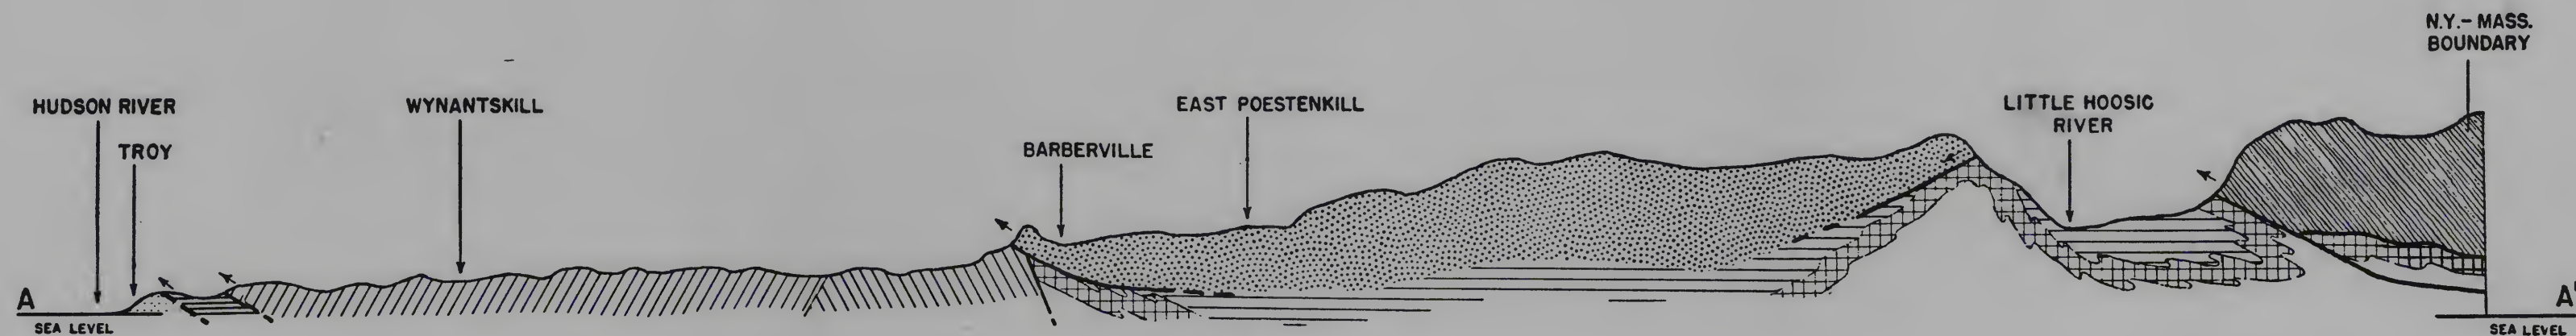 HUDSON RIVER
TROY
WYNANTSKILL
BARBERVILLE
EAST POESTENKILL
LITTLE HOOSIC
RIVER
N.Y.- MASS.
BOUNDARY
A
SEA LEVEL
A'
SEA LEVEL